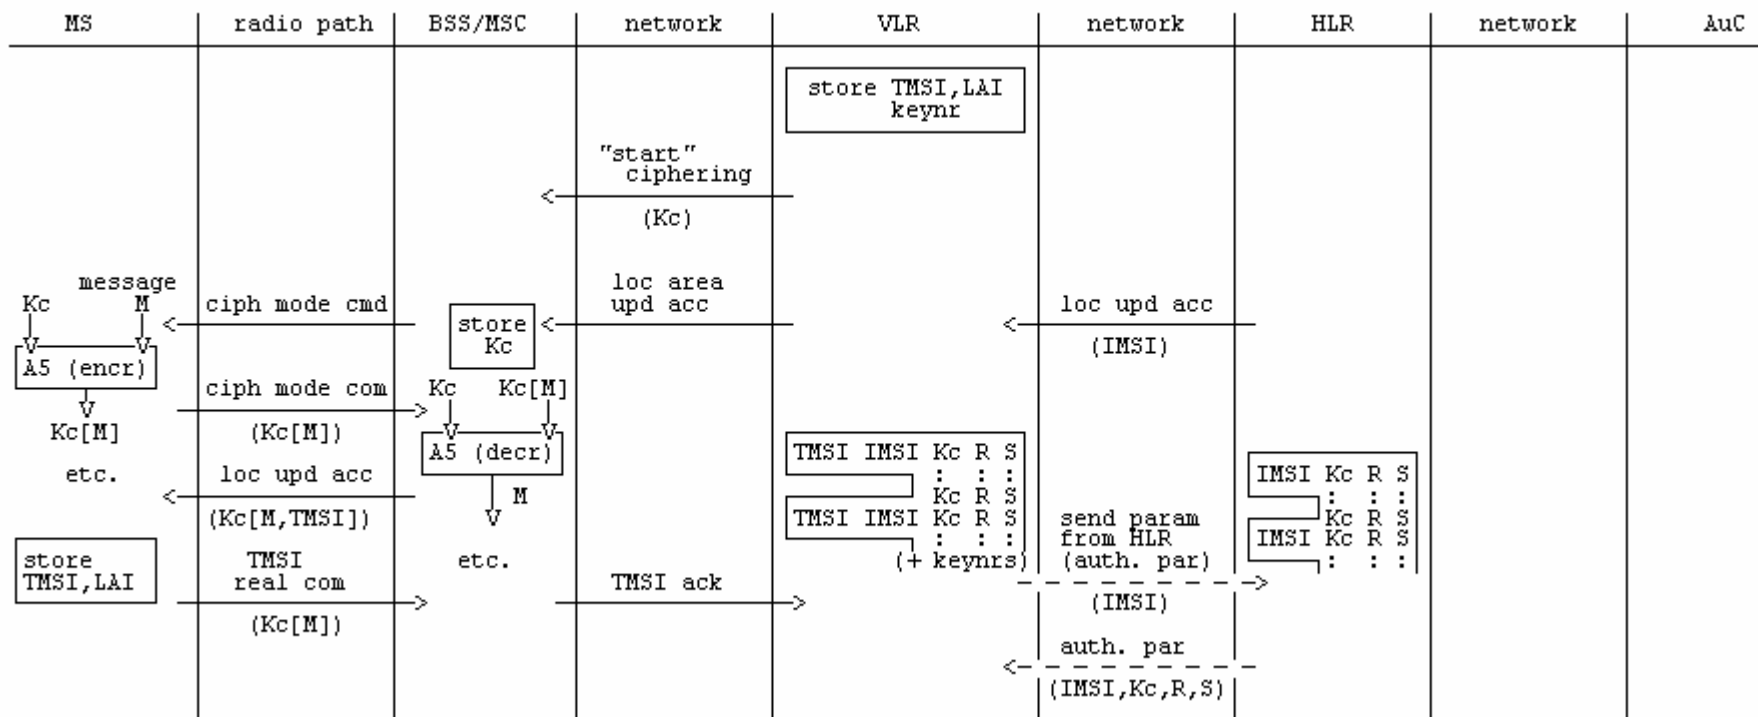 MS radio path BSS/MSC network VLR network HLR network AuC
store TMSI,LAI
keynr
"start"
ciphering
(Kc)
message
Kc M
ciph mode cmd
loc area
upd acc
loc upd acc
(IMSI)
store
Kc
A5 (encr)
ciph mode com
Kc Kc[M]
Kc[M]
(Kc[M])
A5 (decr)
TMSI IMSI Kc R S
: : :
Kc R S
TMSI IMSI Kc R S
: : :
(+ keynrs)
IMSI Kc R S
: : :
Kc R S
IMSI Kc R S
: : :
etc.
loc upd acc
M
(Kc[M,TMSI])
send param
from HLR
(auth. par)
(IMSI)
store
TMSI,LAI
TMSI
real com
etc.
TMSI ack
(Kc[M])
auth. par
(IMSI,Kc,R,S)